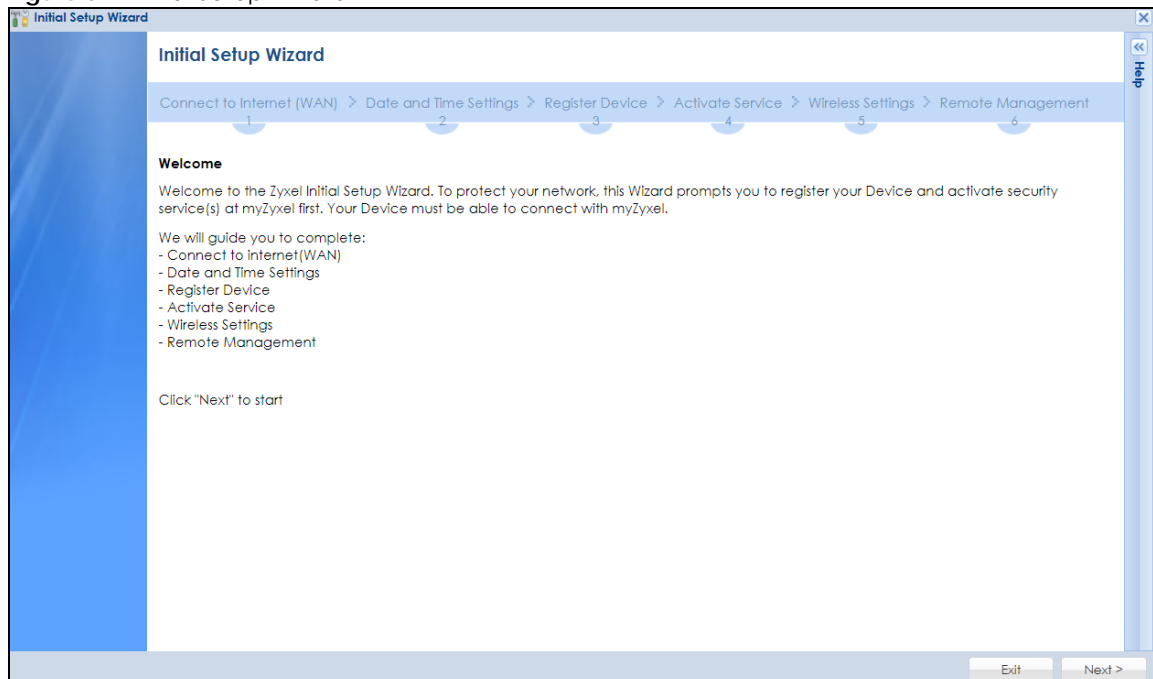 Initial Setup Wizard
Help
Initial Setup Wizard
Connect to Internet (WAN) > Date and Time Settings > Register Device > Activate Service > Wireless Settings > Remote Management
1 2 3 4 5 6
Welcome
Welcome to the Zyxel Initial Setup Wizard. To protect your network, this Wizard prompts you to register your Device and activate security
service(s) at myZyxel first. Your Device must be able to connect with myZyxel.
We will guide you to complete:
- Connect to internet(WAN)
- Date and Time Settings
- Register Device
- Activate Service
- Wireless Settings
- Remote Management
Click "Next" to start
Exit Next >